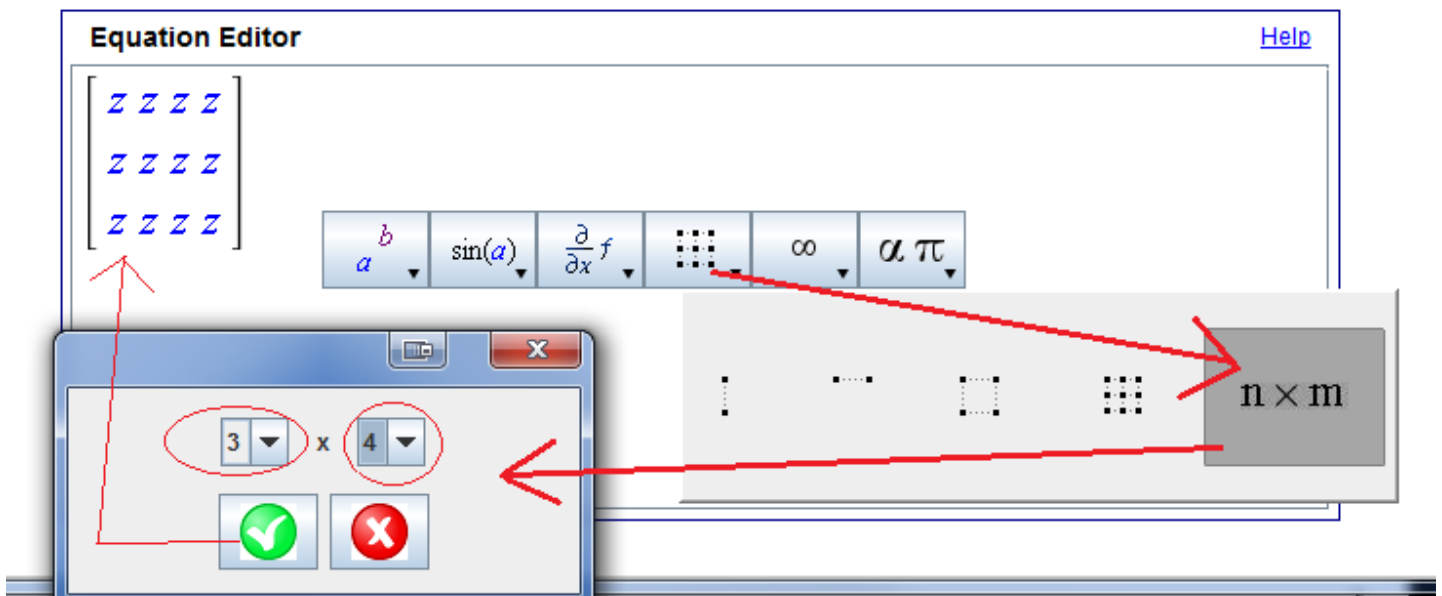 Equation Editor Help
z z z z
z z z z
z z z z
a b sin(a) ∂/∂x f ∞ α π
n × m
3 x 4